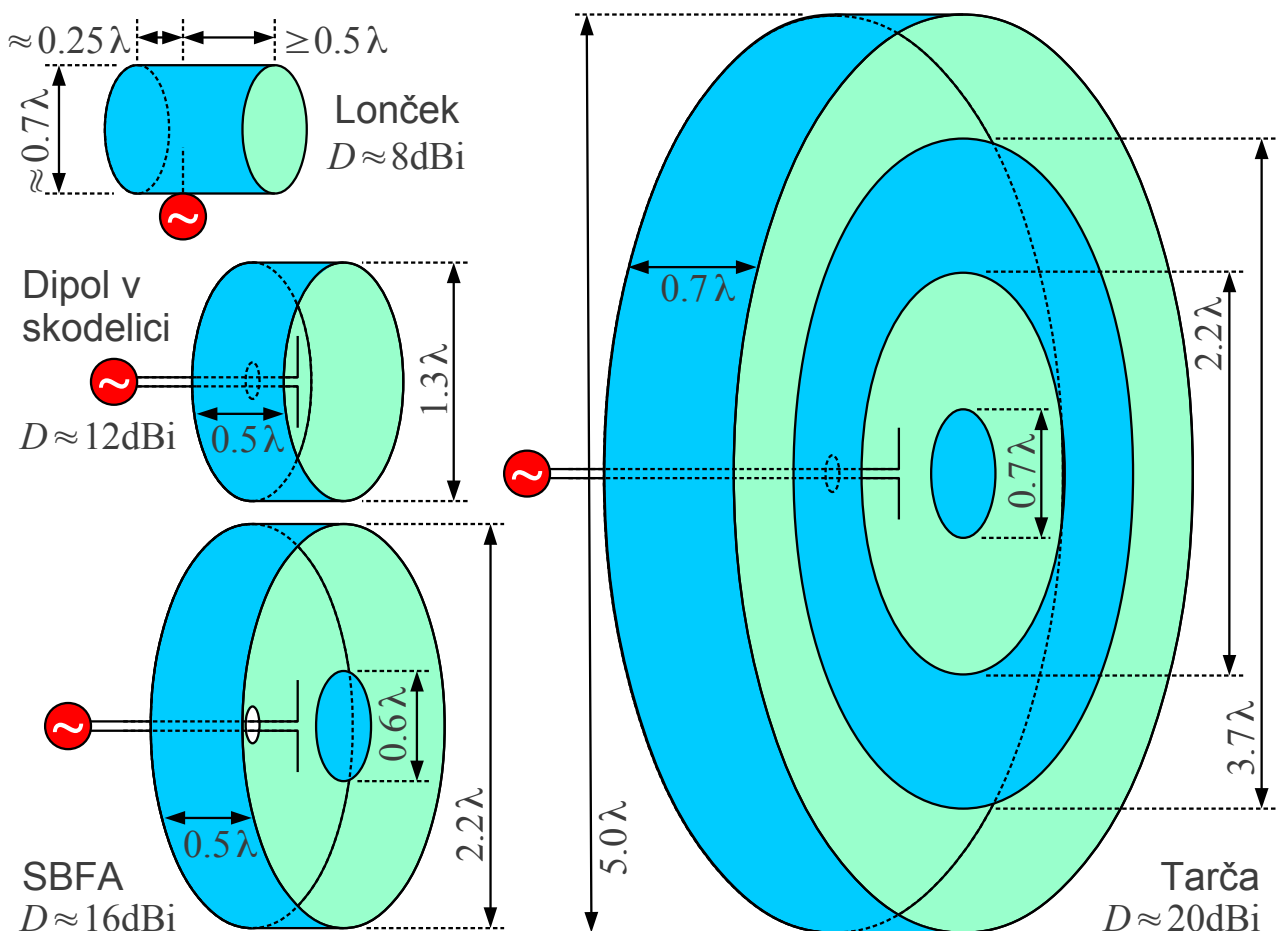 ≈0.25λ
≥0.5λ
≈0.7λ
Lonček
D≈8dBi
~
Dipol v
skodelici
~
D≈12dBi
0.5λ
1.3λ
~
0.5λ
0.6λ
2.2λ
SBFA
D≈16dBi
0.7λ
~
0.7λ
2.2λ
3.7λ
5.0λ
Tarča
D≈20dBi